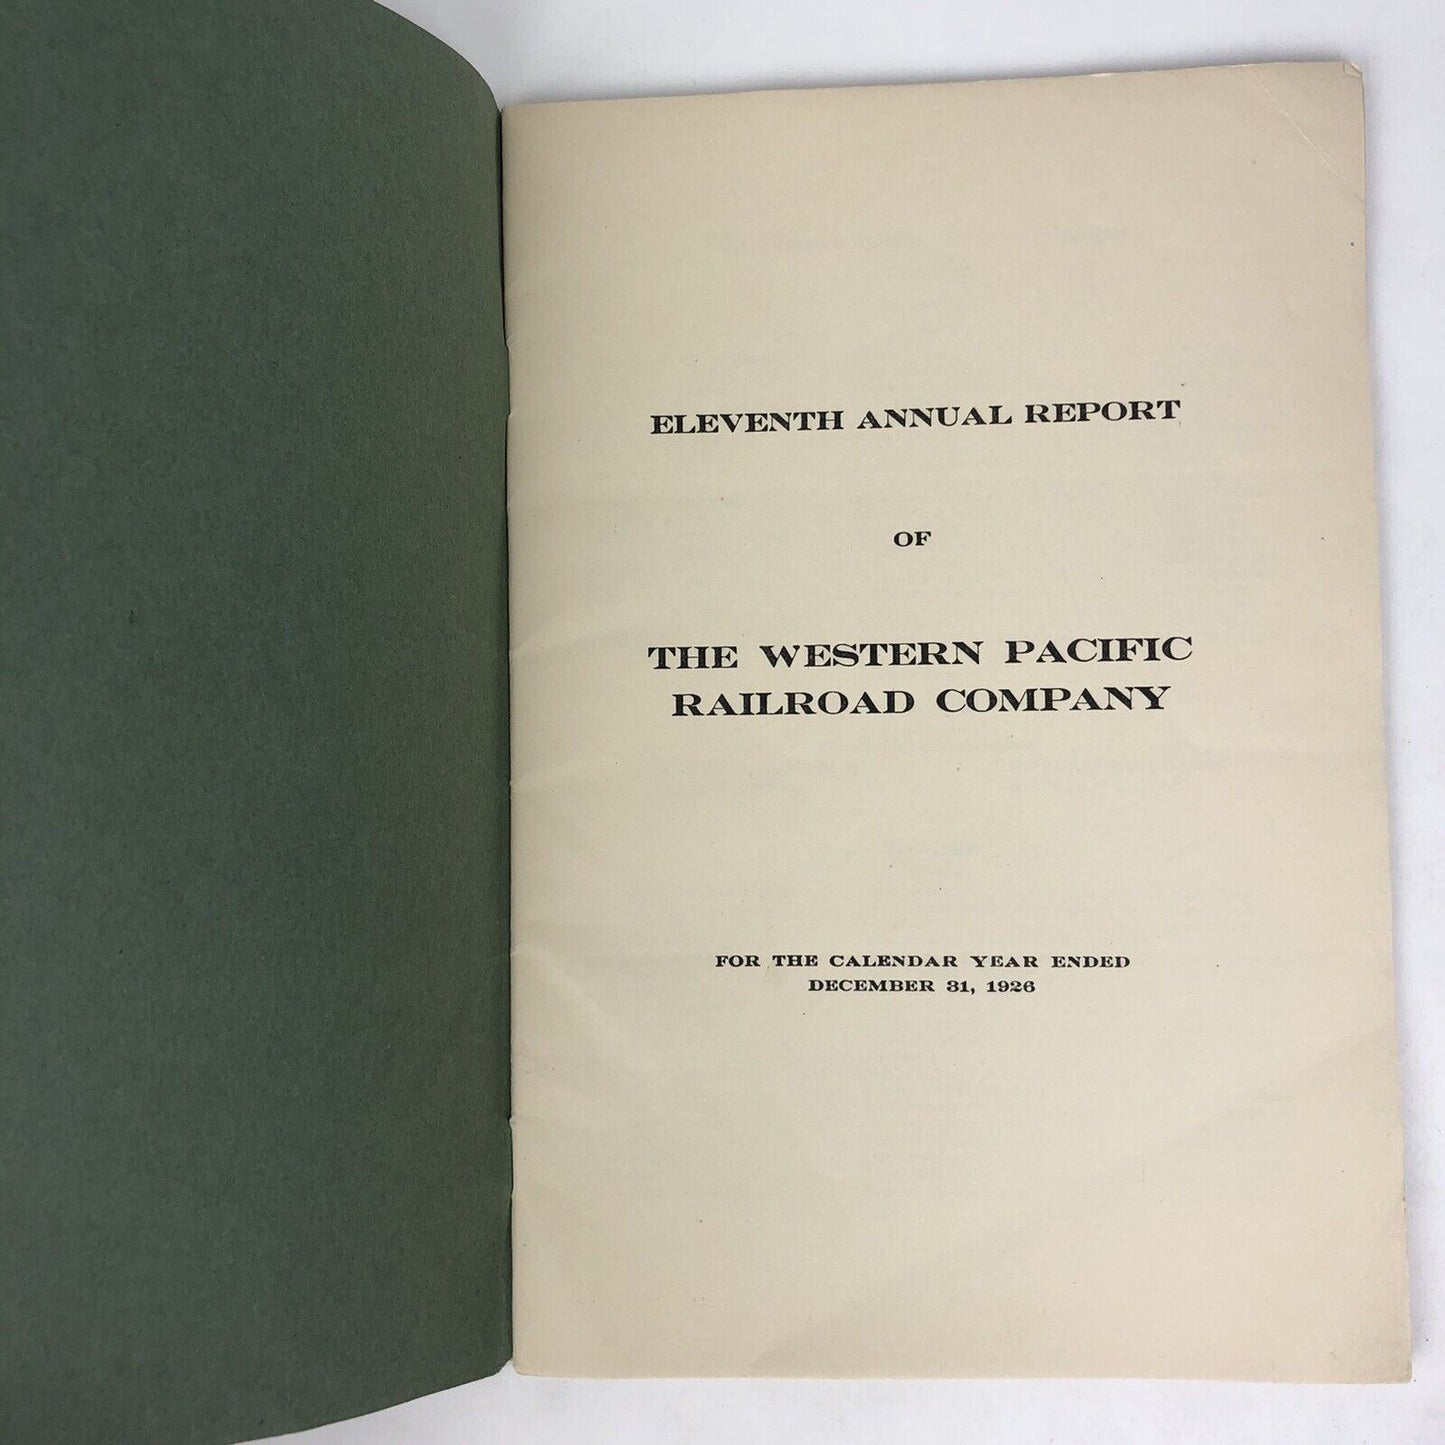 ELEVENTH ANNUAL REPORT
OF
THE WESTERN PACIFIC
RAILROAD COMPANY
FOR THE CALENDAR YEAR ENDED
DECEMBER 31, 1926